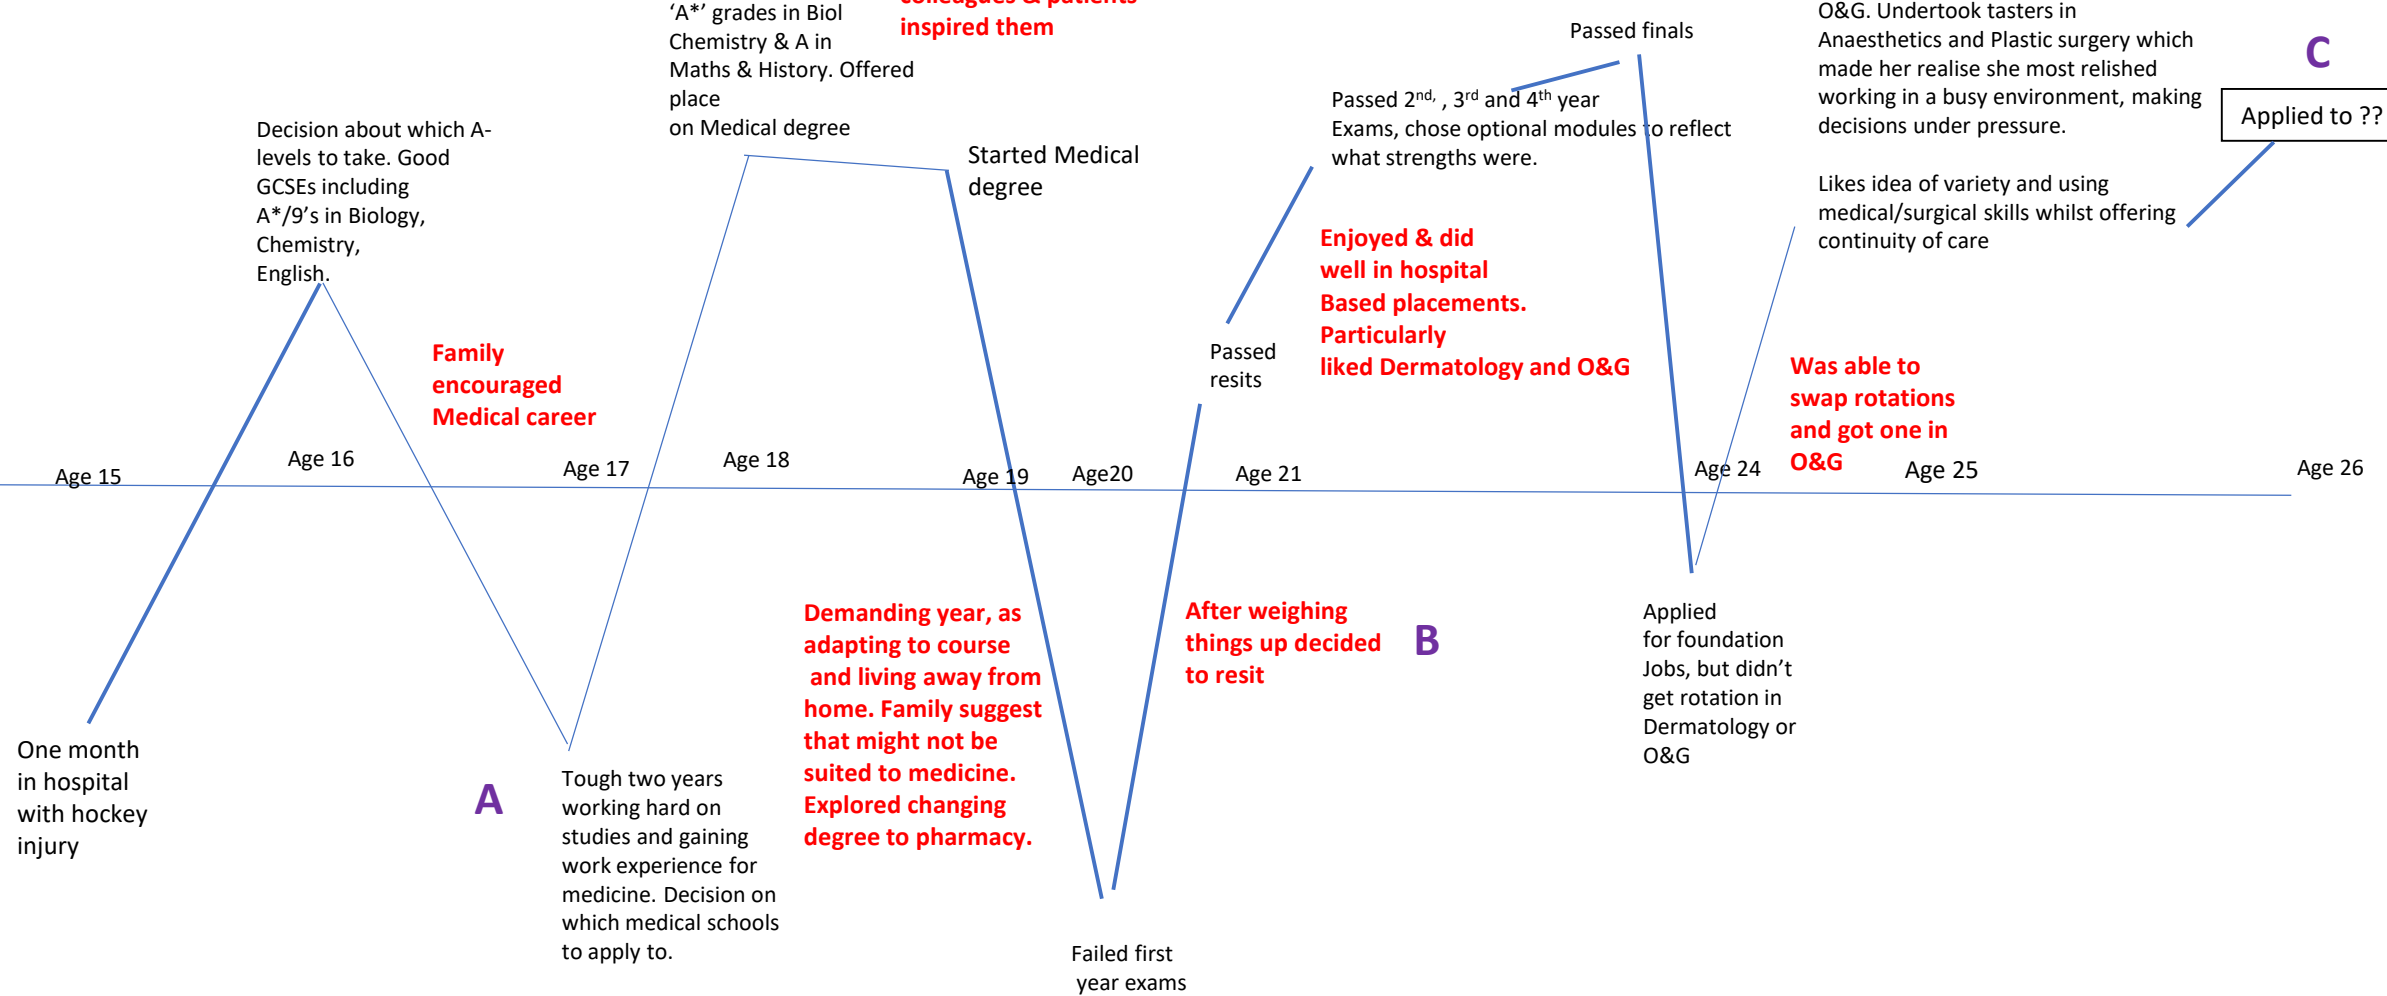 'A*' grades in Biol
Chemistry & A in
Maths & History. Offered
place
on Medical degree
colleagues & patients
inspired them
Passed finals
O&G. Undertook tasters in
Anaesthetics and Plastic surgery which
made her realise she most relished
working in a busy environment, making
decisions under pressure.
Likes idea of variety and using
medical/surgical skills whilst offering
continuity of care
C
Applied to ??
Decision about which A-
levels to take. Good
GCSEs including
A*/9's in Biology,
Chemistry,
English.
Started Medical
degree
Passed 2nd, , 3rd and 4th year
Exams, chose optional modules to reflect
what strengths were.
Enjoyed & did
well in hospital
Based placements.
Particularly
liked Dermatology and O&G
Family
encouraged
Medical career
Passed
resits
Was able to
swap rotations
and got one in
O&G
Age 15
Age 16
Age 17
Age 18
Age 19
Age20
Age 21
Age 24
Age 25
Age 26
One month
in hospital
with hockey
injury
A
Tough two years
working hard on
studies and gaining
work experience for
medicine. Decision on
which medical schools
to apply to.
Demanding year, as
adapting to course
and living away from
home. Family suggest
that might not be
suited to medicine.
Explored changing
degree to pharmacy.
After weighing
things up decided
to resit
B
Failed first
year exams
Applied
for foundation
Jobs, but didn't
get rotation in
Dermatology or
O&G